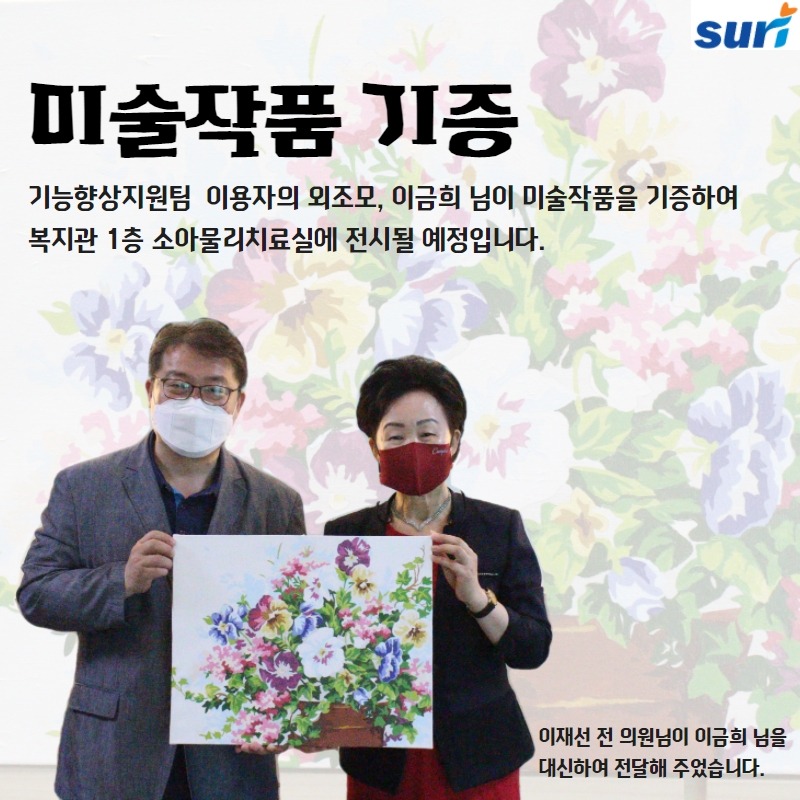 suri
미술작품 기증
기능향상지원팀 이용자의 외조모, 이금희 님이 미술작품을 기증하여
복지관 1층 소아물리치료실에 전시될 예정입니다.
이재선 전 의원님이 이금희 님을
대신하여 전달해 주었습니다.